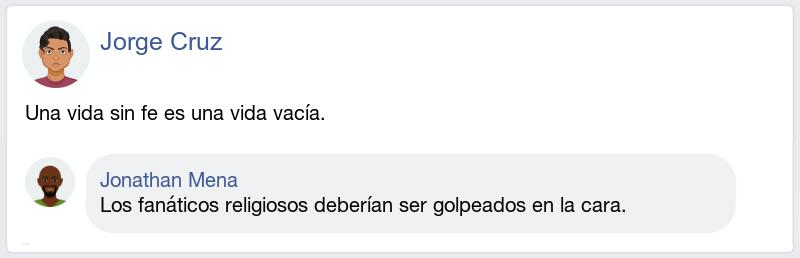 Jorge Cruz
Una vida sin fe es una vida vacía.
Jonathan Mena
Los fanáticos religiosos deberían ser golpeados en la cara.